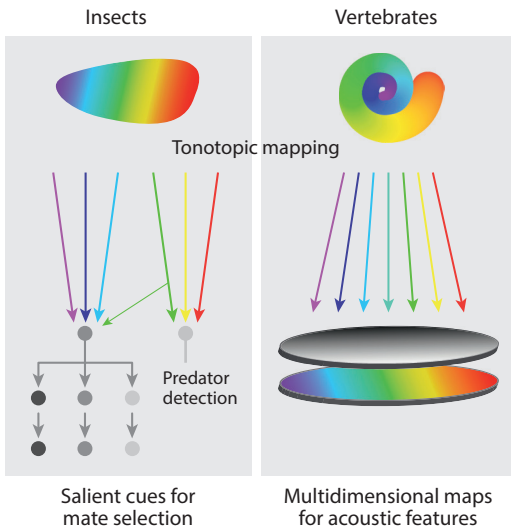 Insects
Vertebrates
Tonotopic mapping
Predator
detection
Salient cues for
mate selection
Multidimensional maps
for acoustic features